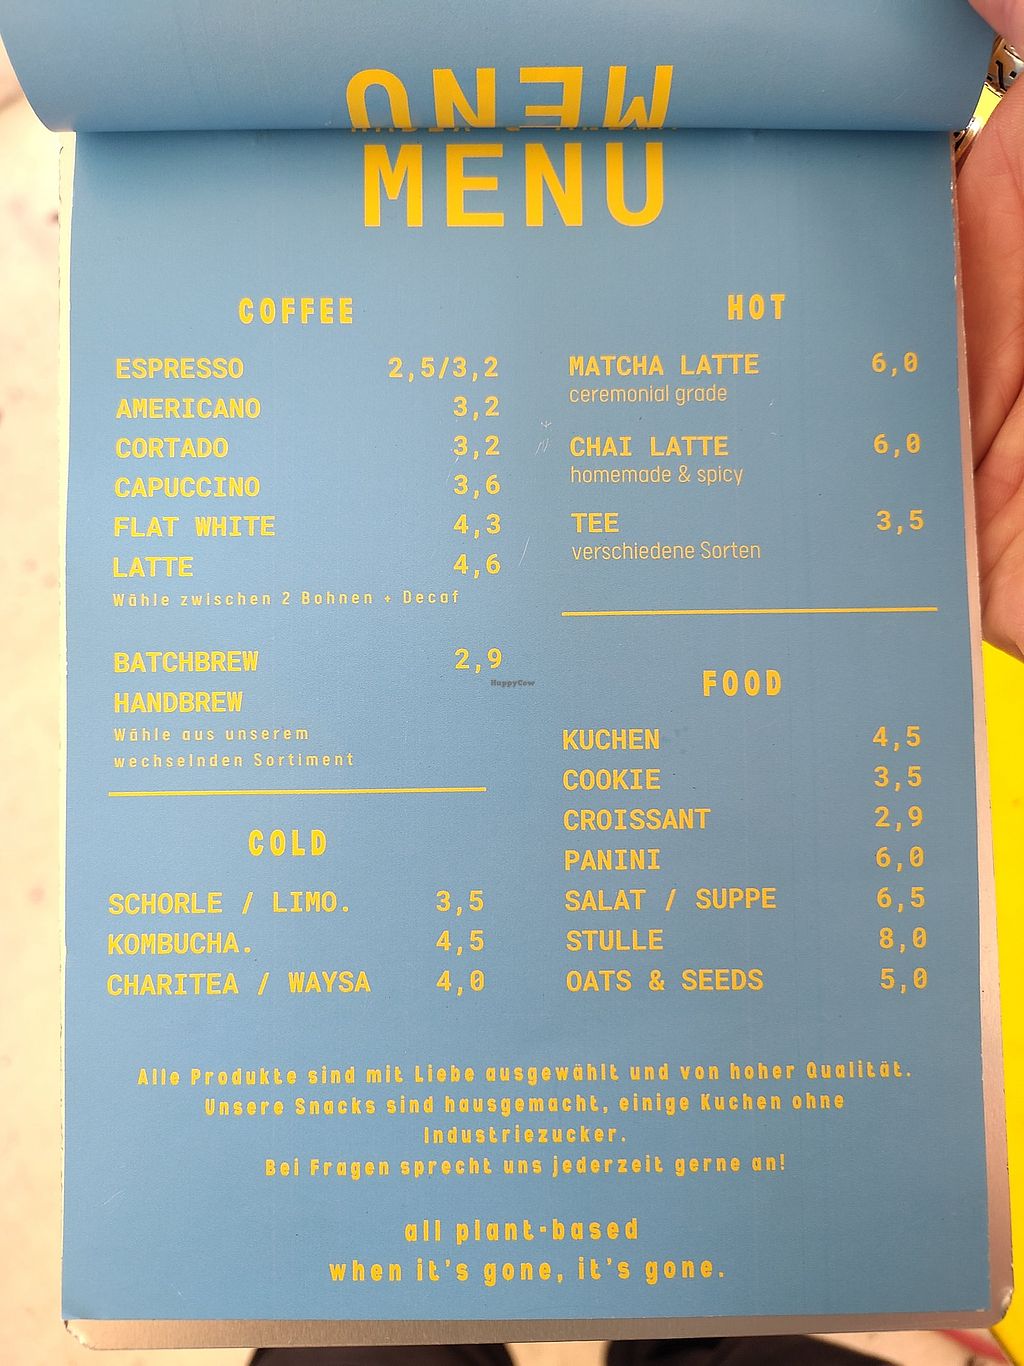 MENU
MENU
COFFEE
ESPRESSO 2,5/3,2
AMERICANO 3,2
CORTADO 3,2
CAPUCCINO 3,6
FLAT WHITE 4,3
LATTE 4,6
Wähle zwischen 2 Bohnen + Decaf
BATCHBREW 2,9
HANDBREW
Wähle aus unserem
wechselnden Sortiment
COLD
SCHORLE / LIMO. 3,5
KOMBUCHA. 4,5
CHARITEA / WAYSA 4,0
HOT
MATCHA LATTE 6,0
ceremonial grade
CHAI LATTE 6,0
homemade & spicy
TEE 3,5
verschiedene Sorten
FOOD
KUCHEN 4,5
COOKIE 3,5
CROISSANT 2,9
PANINI 6,0
SALAT / SUPPE 6,5
STULLE 8,0
OATS & SEEDS 5,0
Alle Produkte sind mit Liebe ausgewählt und von hoher Qualität.
Unsere Snacks sind hausgemacht, einige Kuchen ohne
Industriezucker.
Bei Fragen sprecht uns jederzeit gerne an!
all plant-based
when it's gone, it's gone.
HappyCow